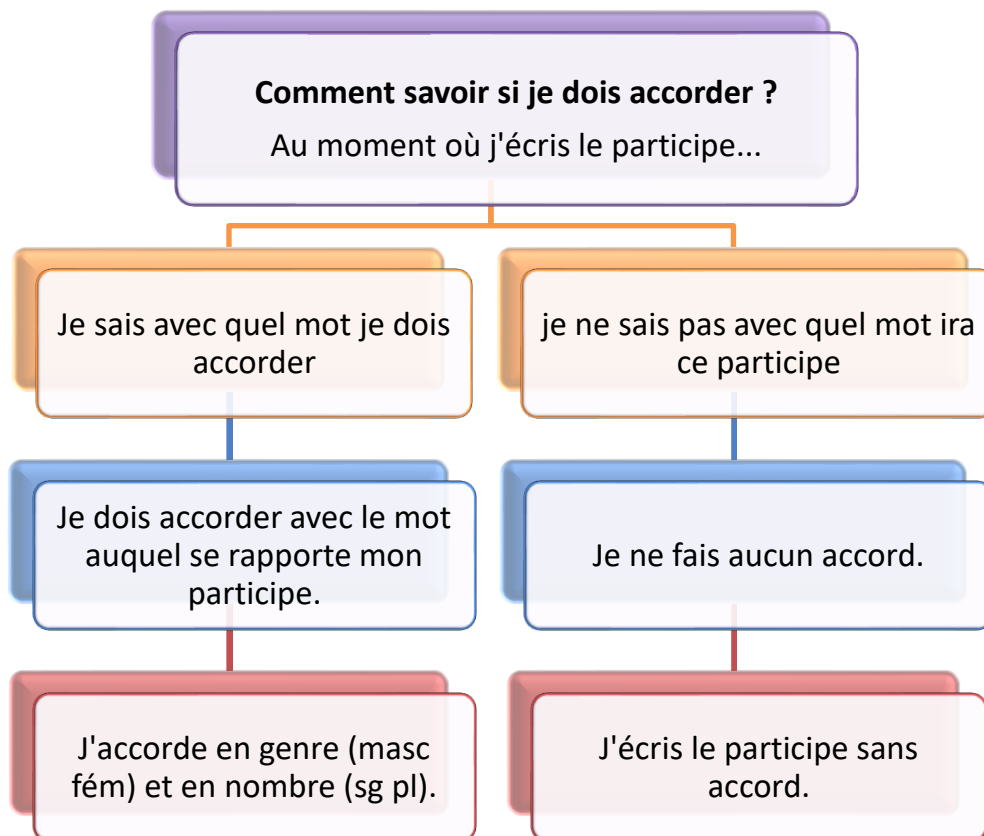 Comment savoir si je dois accorder ?
Au moment où j'écris le participe...
Je sais avec quel mot je dois
accorder
je ne sais pas avec quel mot ira
ce participe
Je dois accorder avec le mot
auquel se rapporte mon
participe.
Je ne fais aucun accord.
J'accorde en genre (masc
fém) et en nombre (sg pl).
J'écris le participe sans
accord.